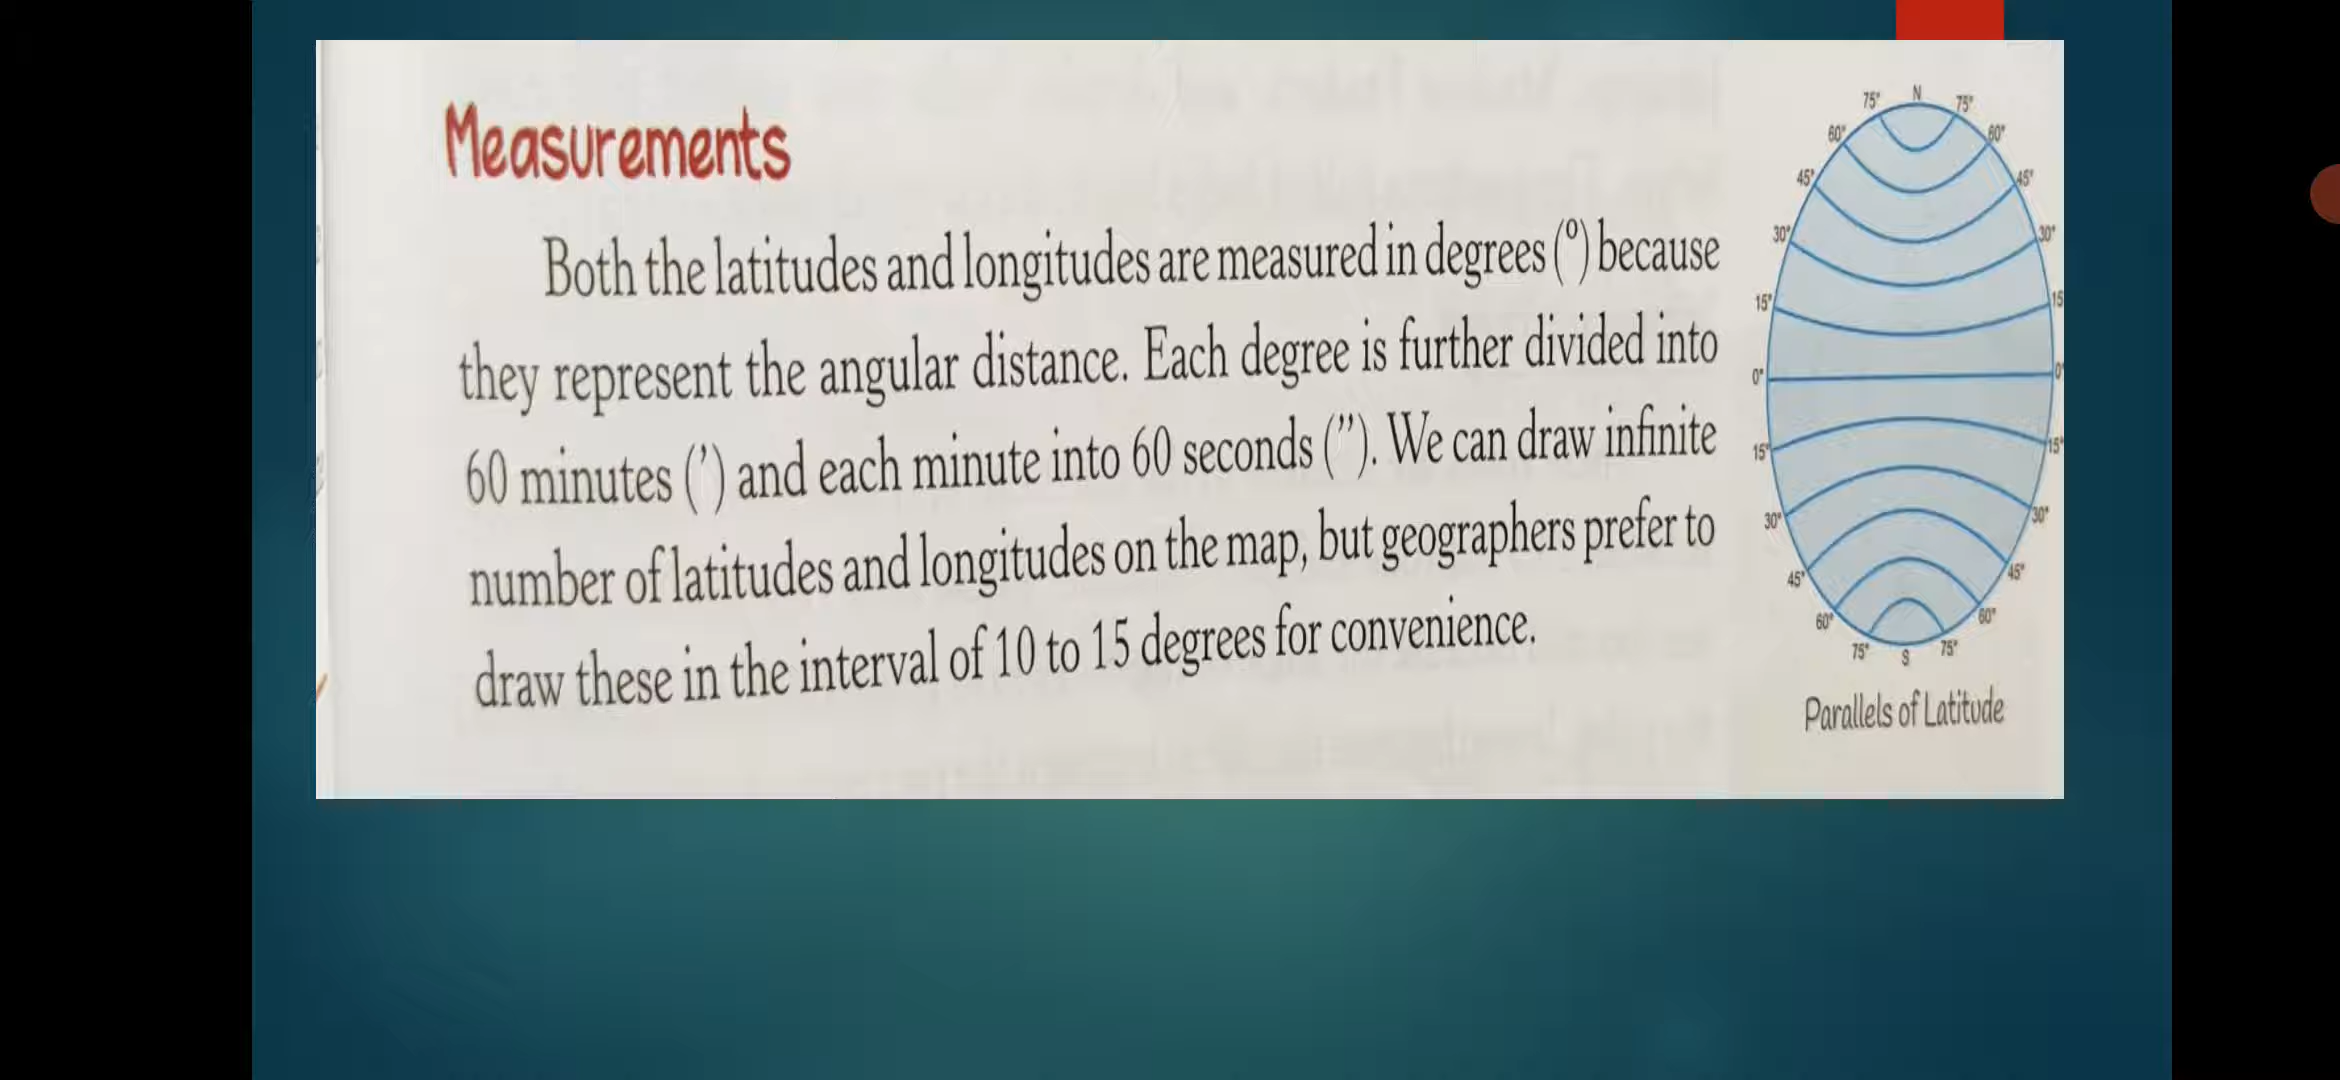 Measurements
Both the latitudes and longitudes are measured in degrees (⁰) because
they represent the angular distance. Each degree is further divided into
60 minutes (’) and each minute into 60 seconds (”). We can draw infinite
number of latitudes and longitudes on the map, but geographers prefer to
draw these in the interval of 10 to 15 degrees for convenience.
75° N 75°
60° 60°
45° 45°
30° 30°
15° 15
0° 0°
15° 15°
30° 30°
45° 45°
60° 60°
75° S 75°
Parallels of Latitude